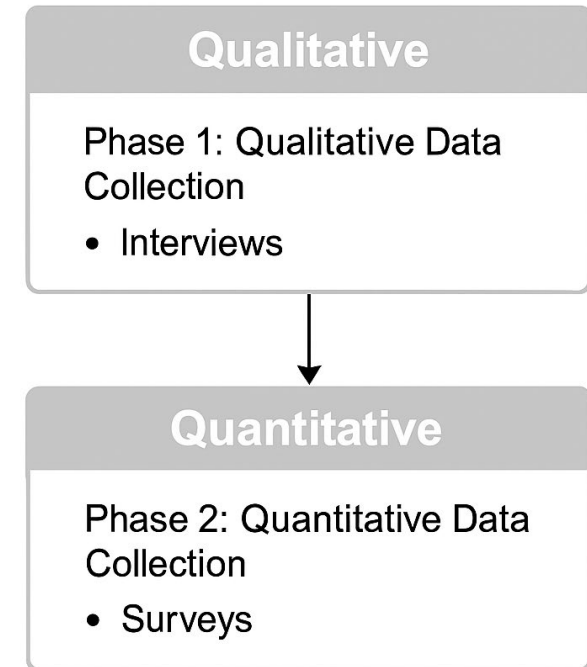 Qualitative
Phase 1: Qualitative Data
Collection
• Interviews
Quantitative
Phase 2: Quantitative Data
Collection
• Surveys